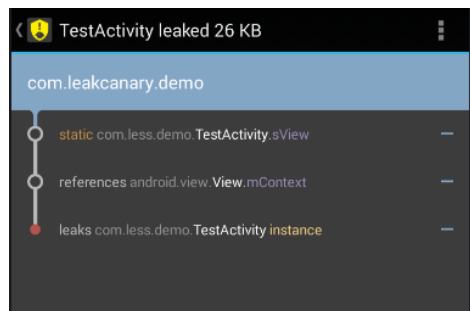 TestActivity leaked 26 KB
com.leakcanary.demo
static com.less.demo.TestActivity.sView
references android.view.View.mContext
leaks com.less.demo.TestActivity instance